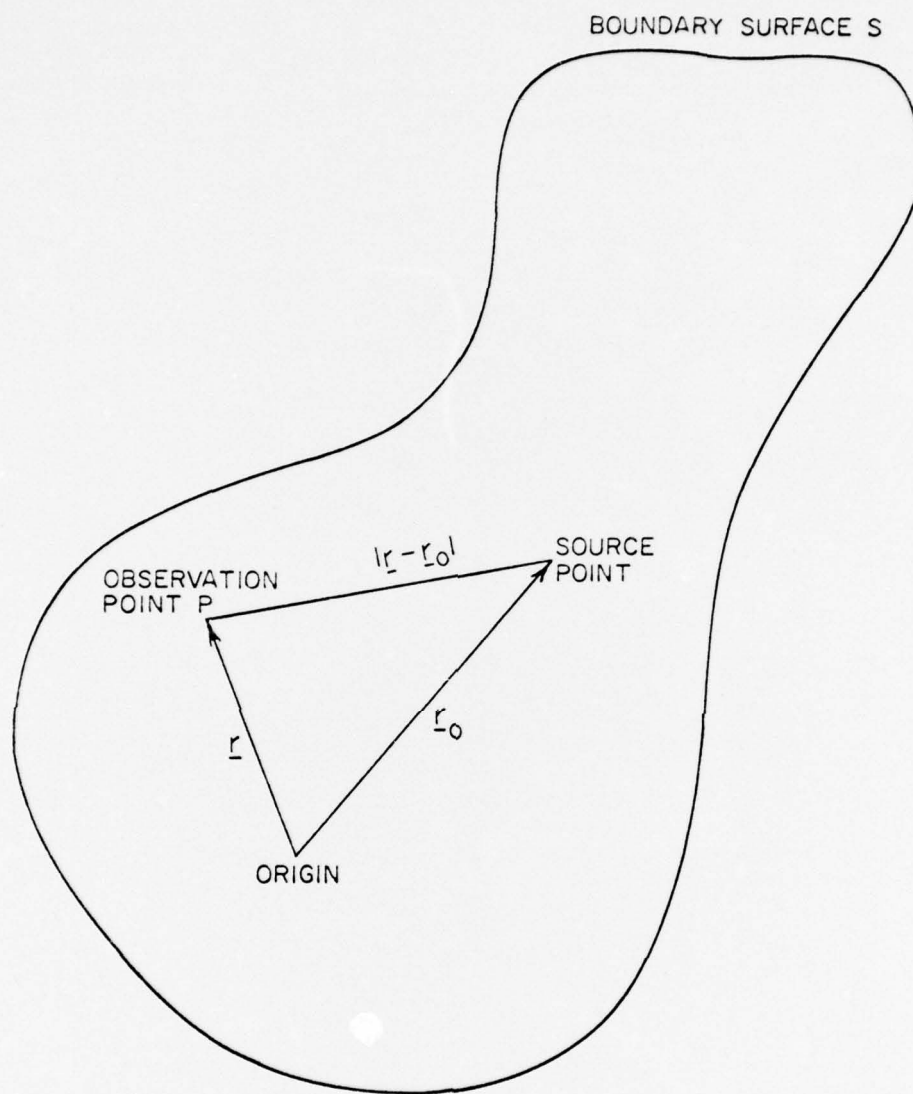 BOUNDARY SURFACE S
|r - r₀|
SOURCE
POINT
OBSERVATION
POINT P
r
r₀
ORIGIN